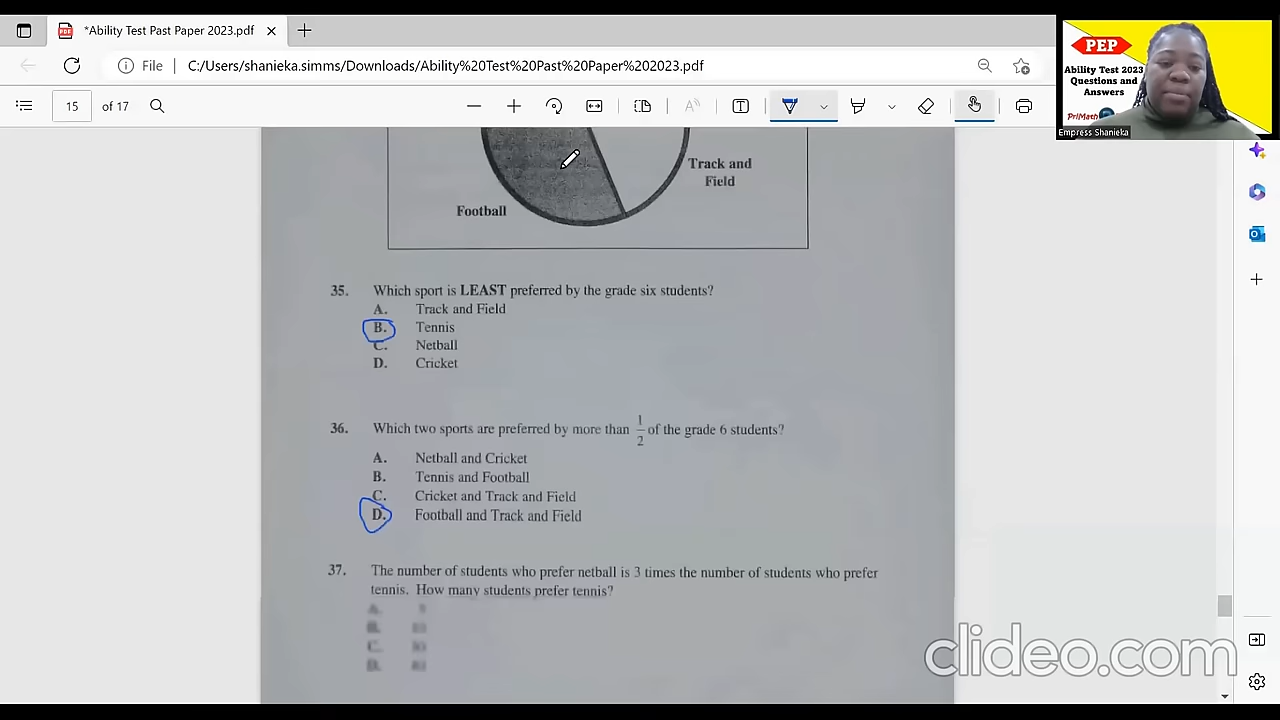 *Ability Test Past Paper 2023.pdf
File
C:/Users/shanieka.simms/Downloads/Ability%20Test%20Past%20Paper%202023.pdf
15 of 17
PEP
Ability Test 2023
Questions and
Answers
PriMath
Empress Shanieka
Track and
Field
Football
35. Which sport is LEAST preferred by the grade six students?
A. Track and Field
B. Tennis
C. Netball
D. Cricket
36. Which two sports are preferred by more than 1/2 of the grade 6 students?
A. Netball and Cricket
B. Tennis and Football
C. Cricket and Track and Field
D. Football and Track and Field
37. The number of students who prefer netball is 3 times the number of students who prefer
tennis. How many students prefer tennis?
A.
B.
C.
D.
clideo.com